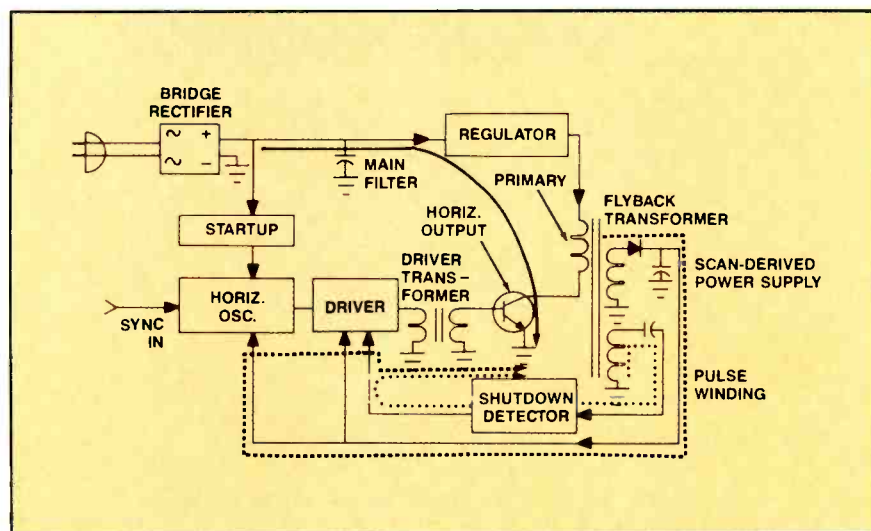 BRIDGE
RECTIFIER
~ +
~ −
MAIN
FILTER
REGULATOR
PRIMARY
FLYBACK
TRANSFORMER
HORIZ.
OUTPUT
STARTUP
DRIVER
TRANS–
FORMER
SCAN-DERIVED
POWER SUPPLY
HORIZ.
OSC.
DRIVER
SYNC
IN
SHUTDOWN
DETECTOR
PULSE
WINDING